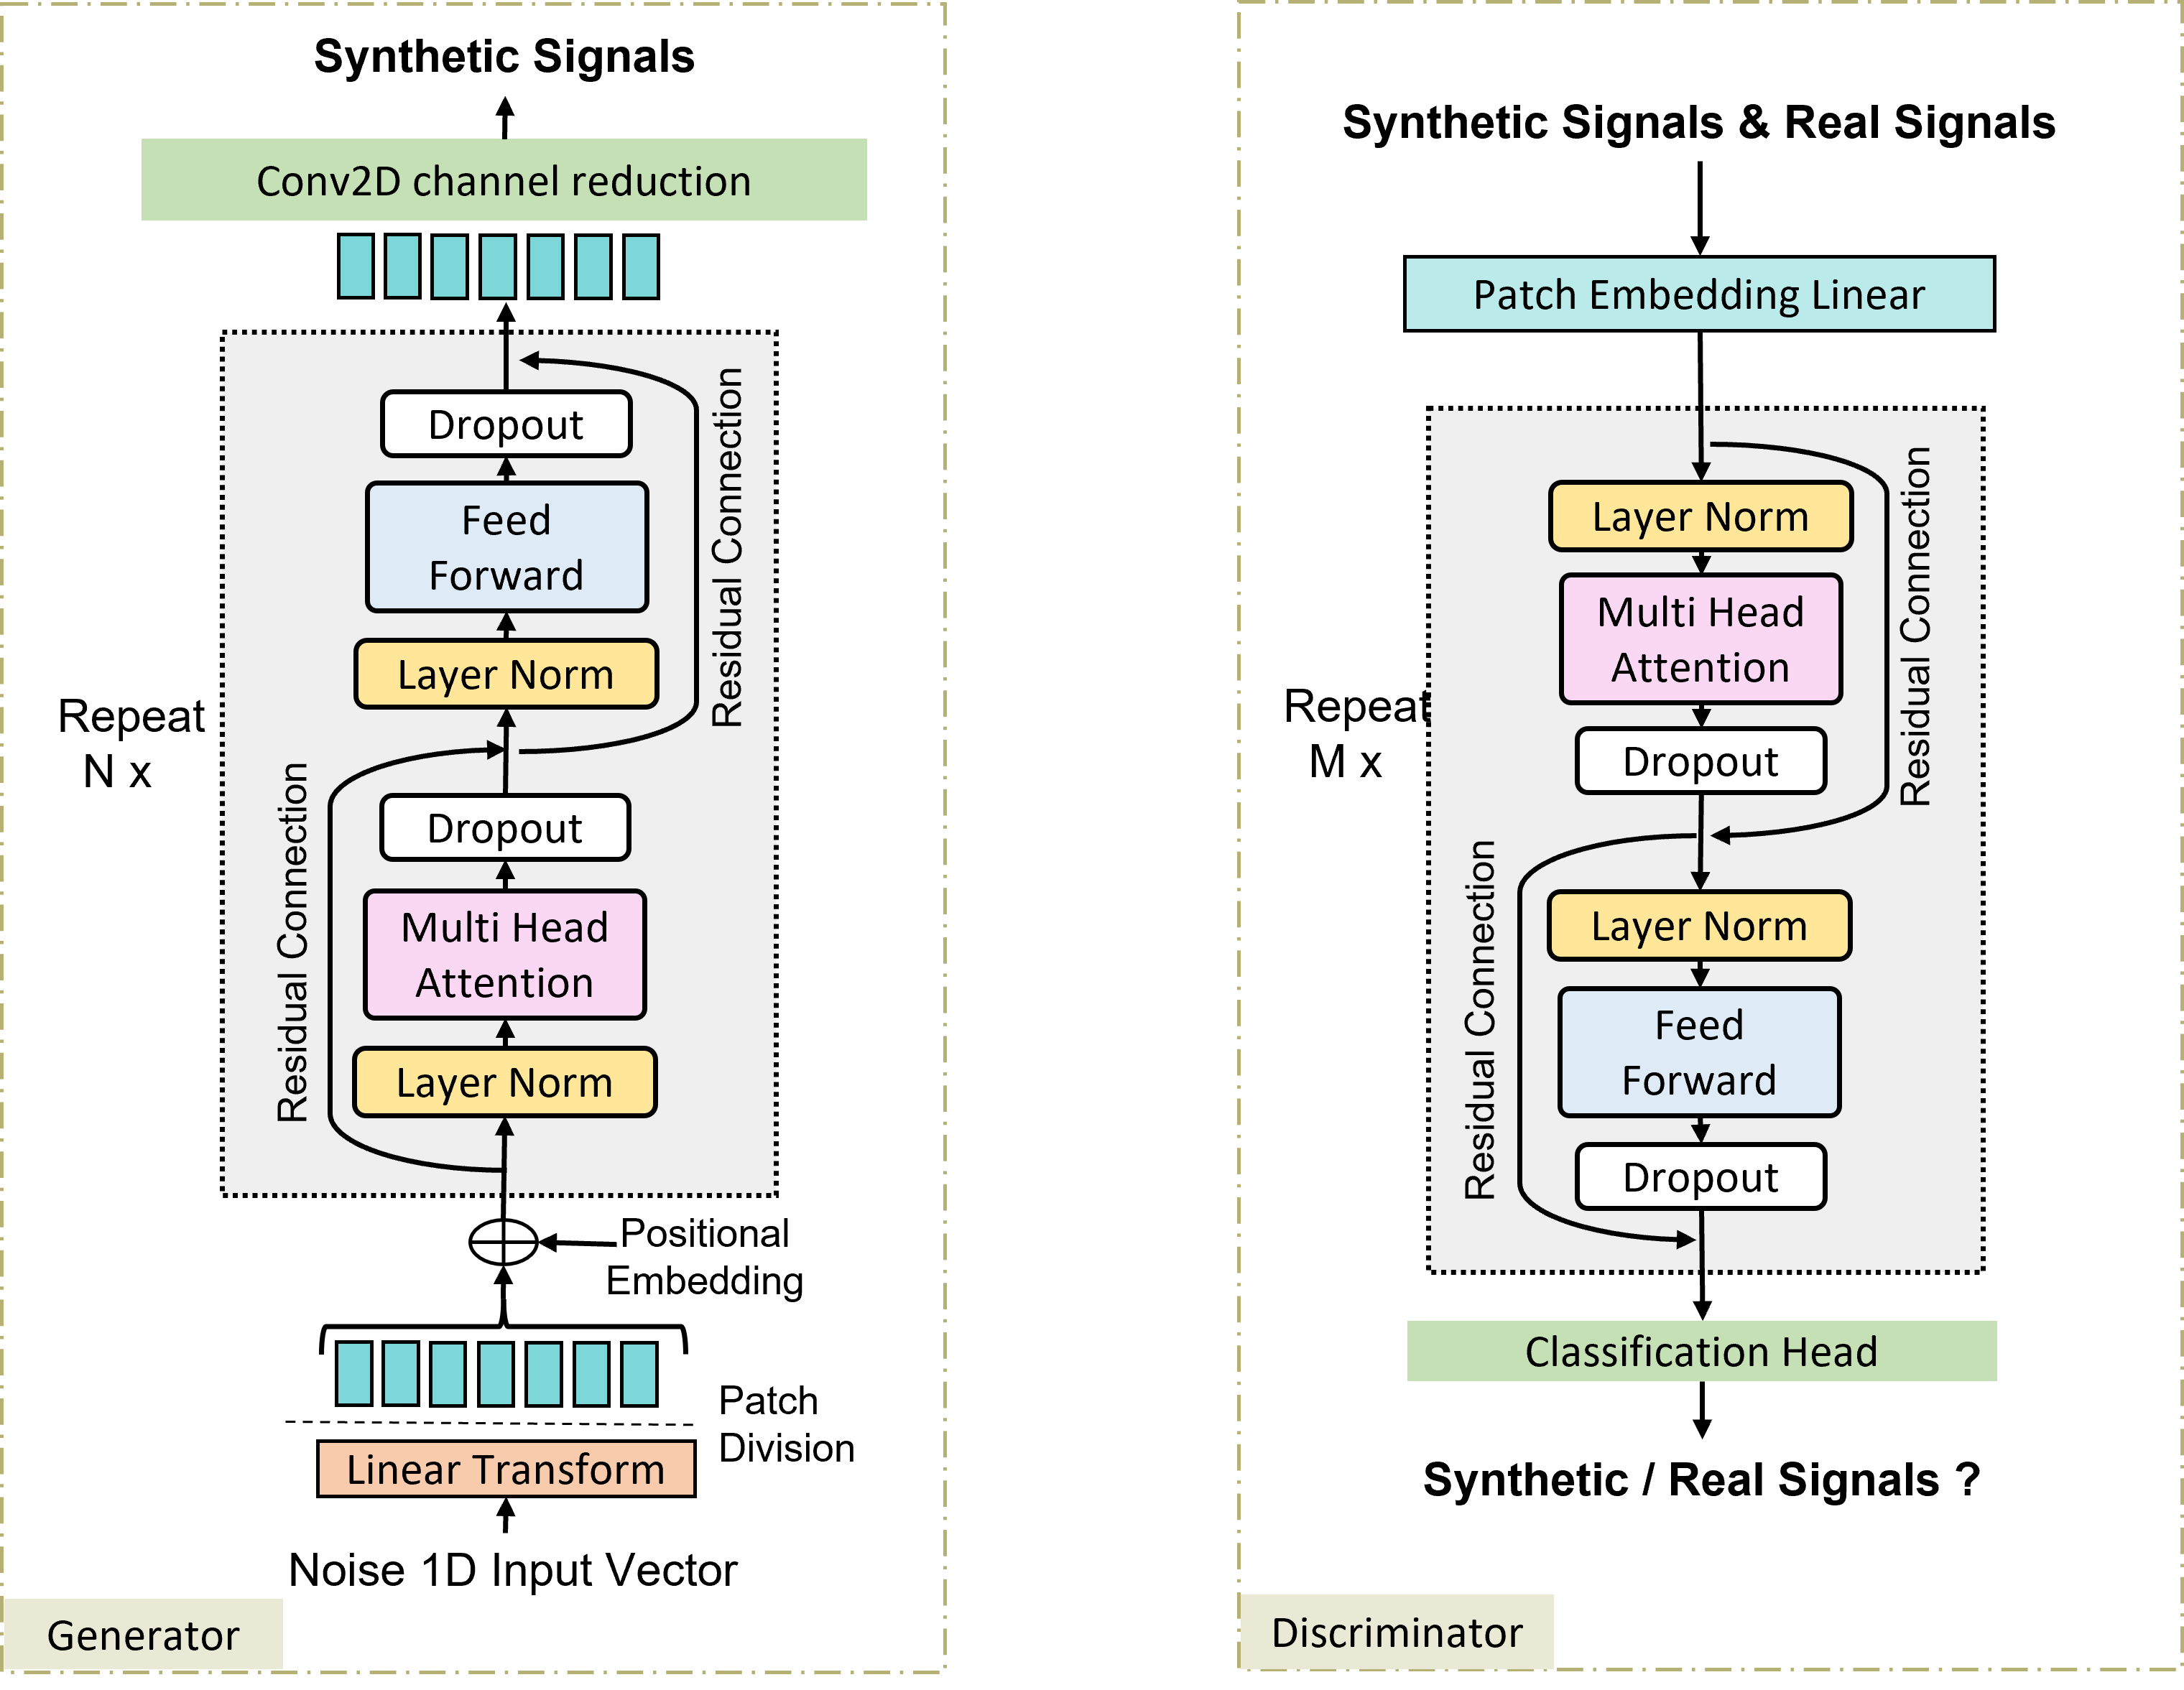 Synthetic Signals
Conv2D channel reduction
Dropout
Feed
Forward
Layer Norm
Residual Connection
Repeat
N x
Dropout
Multi Head
Attention
Layer Norm
Residual Connection
Positional
Embedding
Patch
Division
Linear Transform
Noise 1D Input Vector
Generator
Synthetic Signals & Real Signals
Patch Embedding Linear
Layer Norm
Multi Head
Attention
Dropout
Residual Connection
Repeat
M x
Layer Norm
Feed
Forward
Dropout
Residual Connection
Classification Head
Synthetic / Real Signals ?
Discriminator